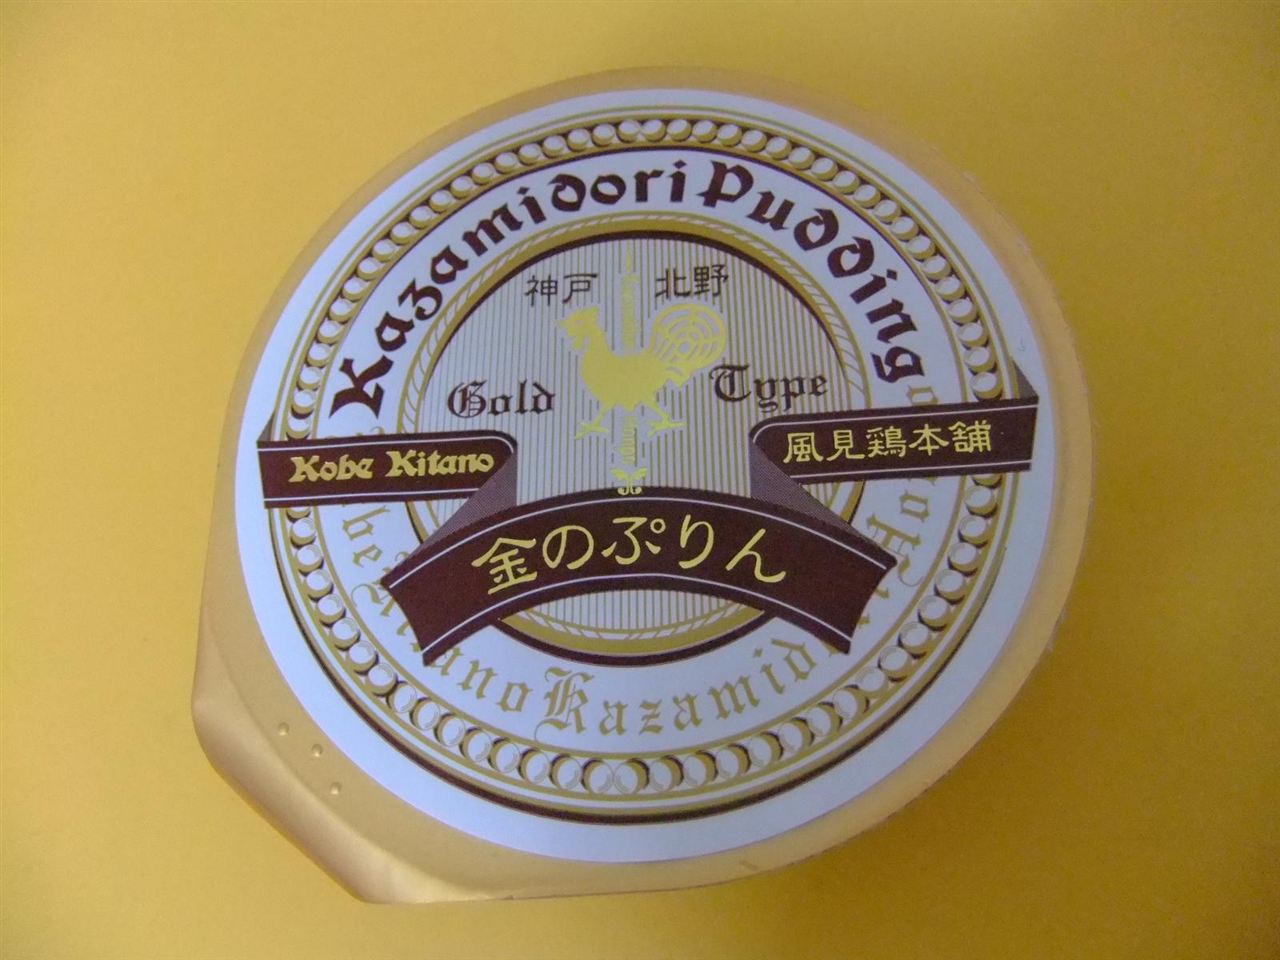 Kazamidori Pudding
神戸 北野
Gold Type
Kobe Kitano
風見鶏本舗
金のぷりん
Kazamid